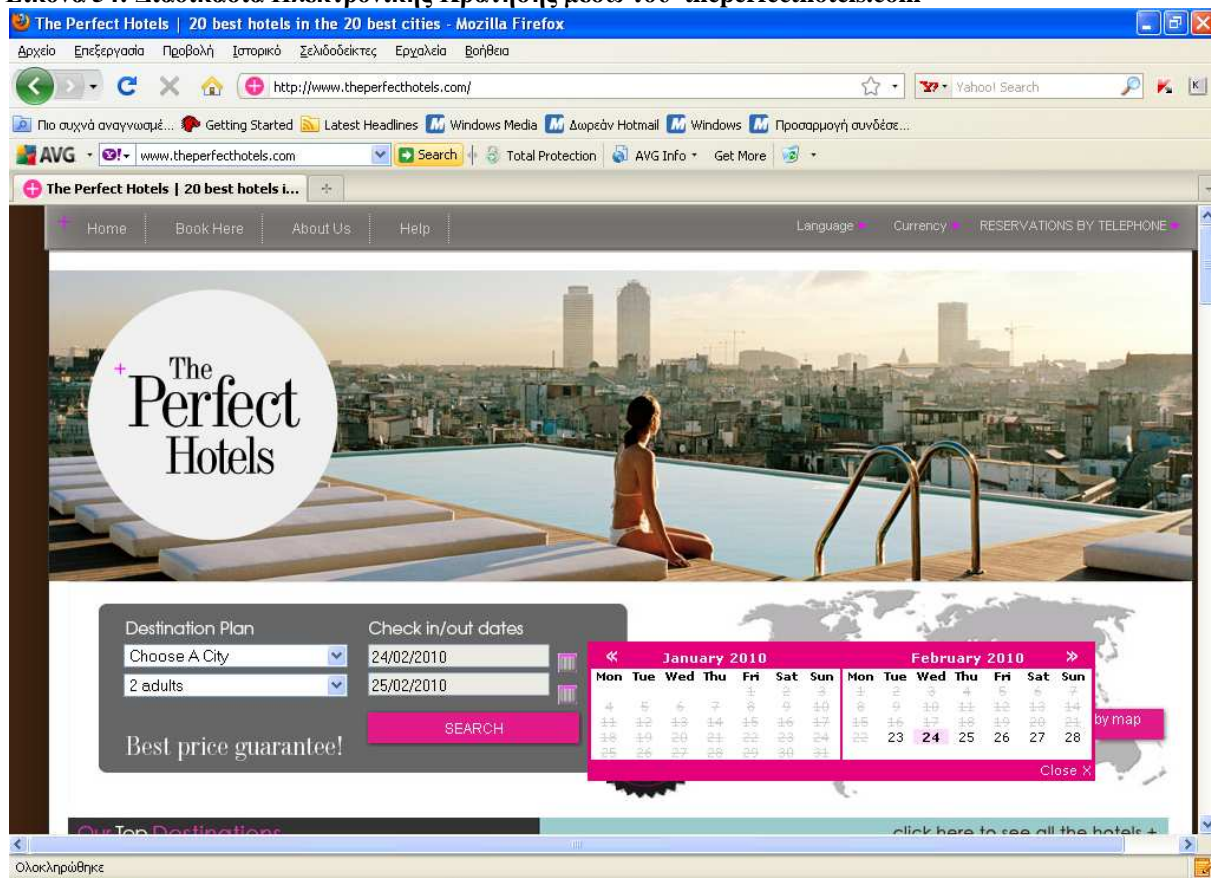 The Perfect Hotels | 20 best hotels in the 20 best cities - Mozilla Firefox
Αρχείο Επεξεργασία Προβολή Ιστορικό Σελιδοδείκτες Εργαλεία Βοήθεια
http://www.theperfecthotels.com/
Yahoo! Search
Πιο συχνά αναγνωσμέ... Getting Started Latest Headlines Windows Media Δωρεάν Hotmail Windows Προσαρμογή συνδέσε...
AVG www.theperfecthotels.com Search Total Protection AVG Info Get More
The Perfect Hotels | 20 best hotels i...
Home Book Here About Us Help Language Currency RESERVATIONS BY TELEPHONE
The
Perfect
Hotels
Destination Plan Check in/out dates
Choose A City 24/02/2010
2 adults 25/02/2010
SEARCH
Best price guarantee!
« January 2010 February 2010 »
Mon Tue Wed Thu Fri Sat Sun Mon Tue Wed Thu Fri Sat Sun
1 2 3 1 2 3 4 5 6 7
4 5 6 7 8 9 10 8 9 10 11 12 13 14
11 12 13 14 15 16 17 15 16 17 18 19 20 21
18 19 20 21 22 23 24 22 23 24 25 26 27 28
25 26 27 28 29 30 31
by map
Close X
Our Top Destinations click here to see all the hotels +
Ολοκληρώθηκε